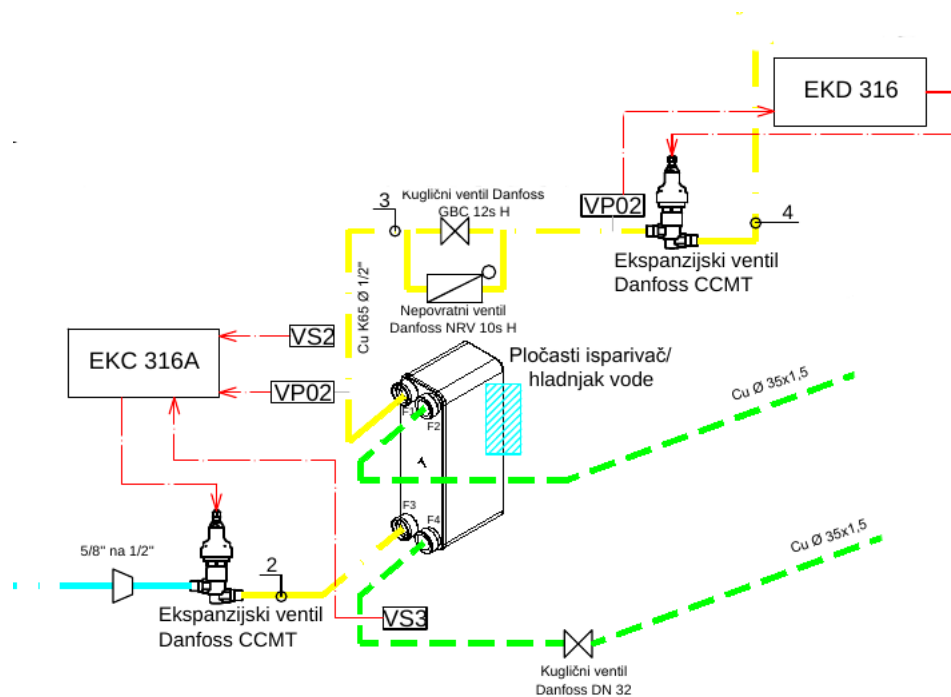 EKD 316
Kuglični ventil Danfoss
GBC 12s H
3
VP02
4
Ekspanzijski ventil
Danfoss CCMT
Cu K65 Ø 1/2"
Nepovratni ventil
Danfoss NRV 10s H
VS2
EKC 316A
VP02
Pločasti isparivač/
hladnjak vode
Cu Ø 35x1,5
F1
F2
F3
F4
5/8" na 1/2"
2
Cu Ø 35x1,5
Ekspanzijski ventil
Danfoss CCMT
VS3
Kuglični ventil
Danfoss DN 32